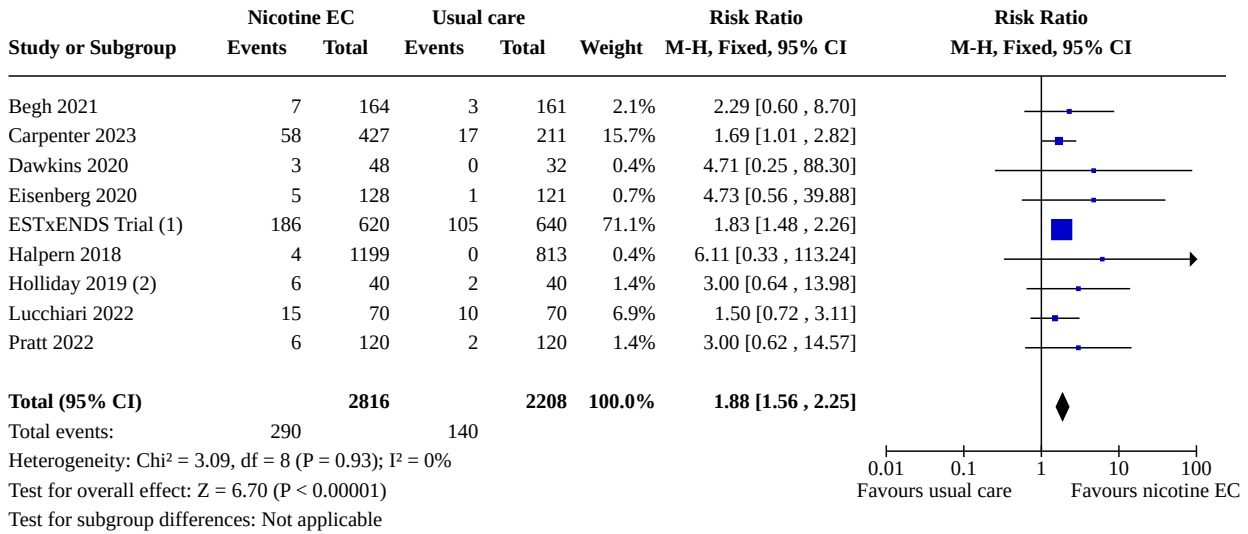 Nicotine EC Usual care Risk Ratio Risk Ratio
Study or Subgroup Events Total Events Total Weight M-H, Fixed, 95% CI M-H, Fixed, 95% CI
Begh 2021 7 164 3 161 2.1% 2.29 [0.60 , 8.70]
Carpenter 2023 58 427 17 211 15.7% 1.69 [1.01 , 2.82]
Dawkins 2020 3 48 0 32 0.4% 4.71 [0.25 , 88.30]
Eisenberg 2020 5 128 1 121 0.7% 4.73 [0.56 , 39.88]
ESTxENDS Trial (1) 186 620 105 640 71.1% 1.83 [1.48 , 2.26]
Halpern 2018 4 1199 0 813 0.4% 6.11 [0.33 , 113.24]
Holliday 2019 (2) 6 40 2 40 1.4% 3.00 [0.64 , 13.98]
Lucchiari 2022 15 70 10 70 6.9% 1.50 [0.72 , 3.11]
Pratt 2022 6 120 2 120 1.4% 3.00 [0.62 , 14.57]
Total (95% CI) 2816 2208 100.0% 1.88 [1.56 , 2.25]
Total events: 290 140
Heterogeneity: Chi² = 3.09, df = 8 (P = 0.93); I² = 0%
0.01 0.1 1 10 100
Test for overall effect: Z = 6.70 (P < 0.00001)
Favours usual care Favours nicotine EC
Test for subgroup differences: Not applicable